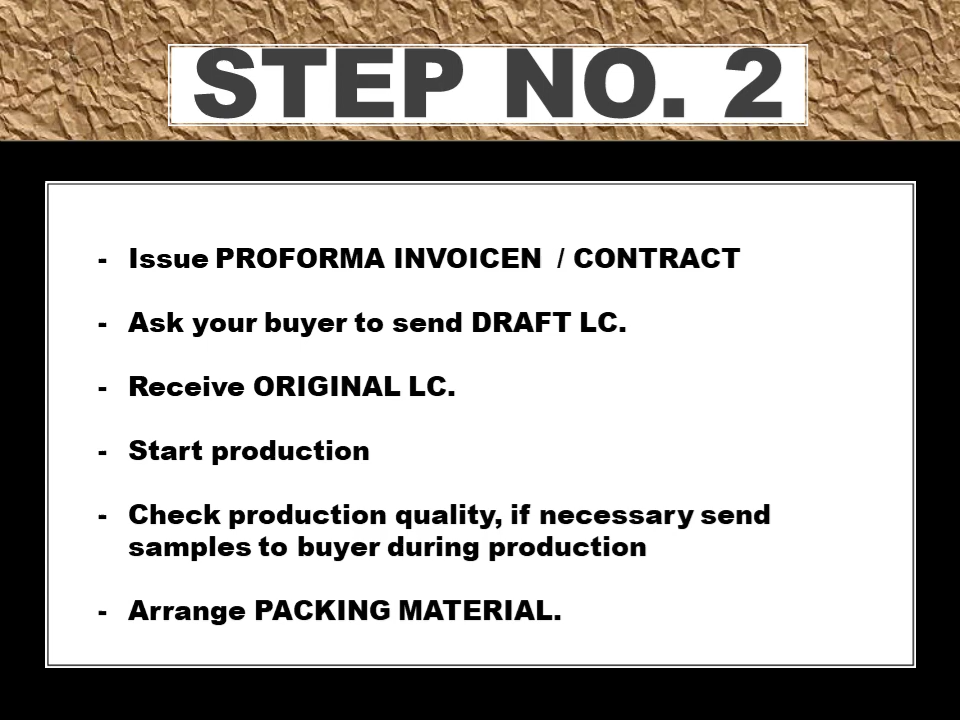 STEP NO. 2
- Issue PROFORMA INVOICEN / CONTRACT
- Ask your buyer to send DRAFT LC.
- Receive ORIGINAL LC.
- Start production
- Check production quality, if necessary send
samples to buyer during production
- Arrange PACKING MATERIAL.